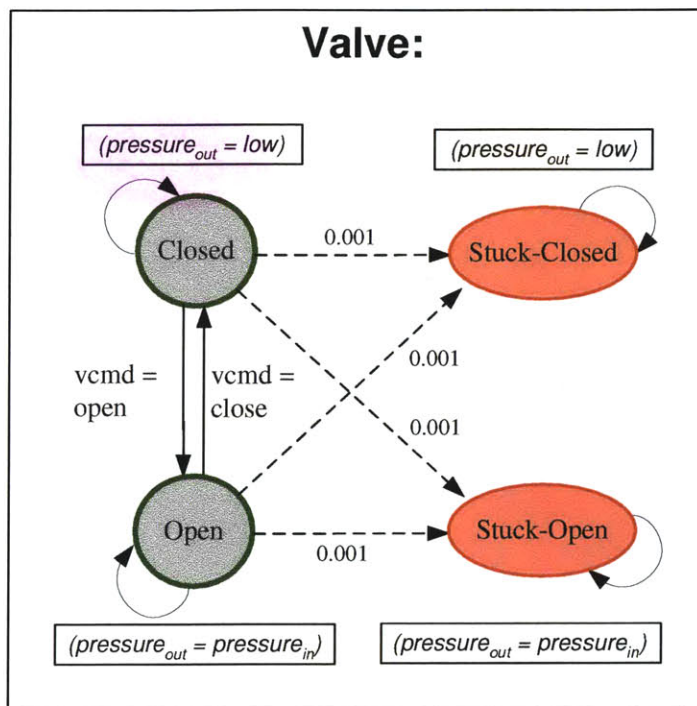 Valve:
(pressure_out = low)
(pressure_out = low)
Closed
0.001
Stuck-Closed
vcmd =
open
vcmd =
close
0.001
0.001
Open
0.001
Stuck-Open
(pressure_out = pressure_in)
(pressure_out = pressure_in)